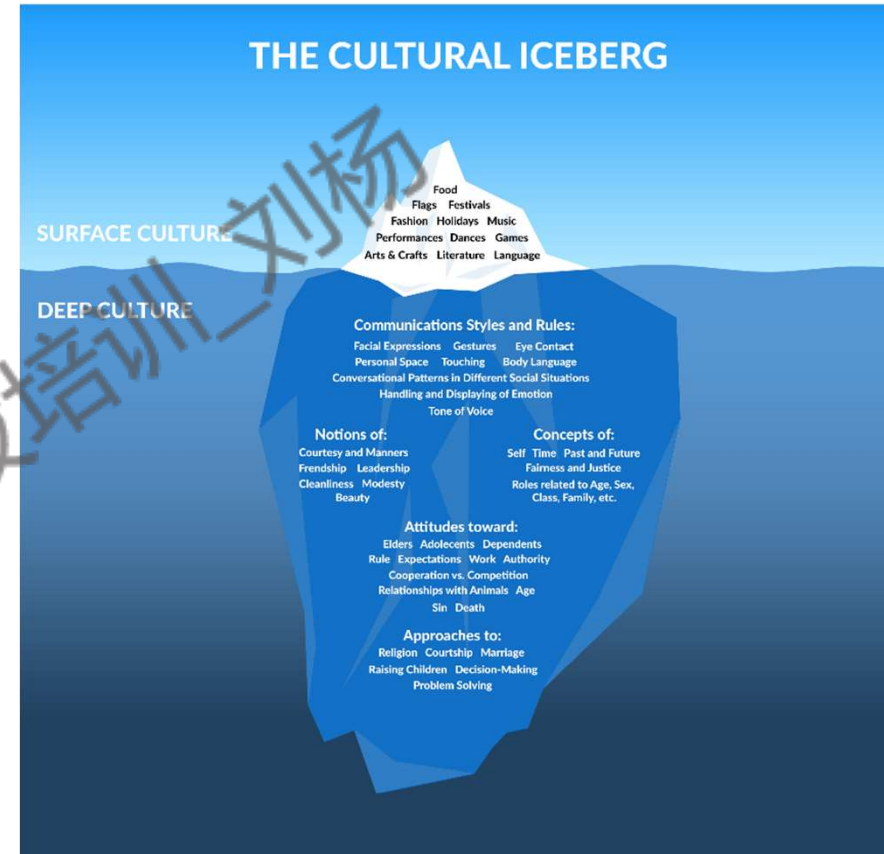 THE CULTURAL ICEBERG
Food
Flags Festivals
Fashion Holidays Music
Performances Dances Games
Arts & Crafts Literature Language
SURFACE CULTURE
DEEP CULTURE
Communications Styles and Rules:
Facial Expressions Gestures Eye Contact
Personal Space Touching Body Language
Conversational Patterns in Different Social Situations
Handling and Displaying of Emotion
Tone of Voice
Notions of:
Courtesy and Manners
Frendship Leadership
Cleanliness Modesty
Beauty
Concepts of:
Self Time Past and Future
Fairness and Justice
Roles related to Age, Sex,
Class, Family, etc.
Attitudes toward:
Elders Adolecents Dependents
Rule Expectations Work Authority
Cooperation vs. Competition
Relationships with Animals Age
Sin Death
Approaches to:
Religion Courtship Marriage
Raising Children Decision-Making
Problem Solving
培训_刘杨